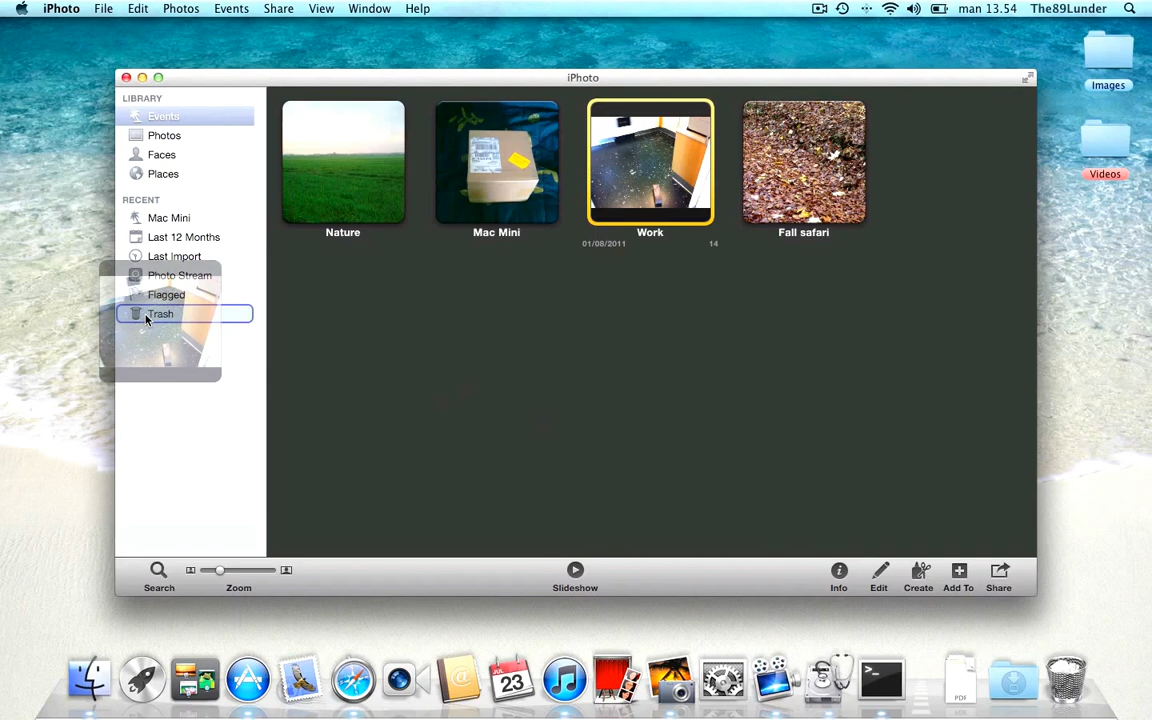 iPhoto File Edit Photos Events Share View Window Help man 13.54 The89Lunder
Images
Videos
iPhoto
LIBRARY
Events
Photos
Faces
Places
RECENT
Mac Mini
Last 12 Months
Last Import
Photo Stream
Flagged
Trash
Nature
Mac Mini
Work
Fall safari
01/08/2011 14
Search
Zoom
Slideshow
Info
Edit
Create
Add To
Share
JUL
23
PDF